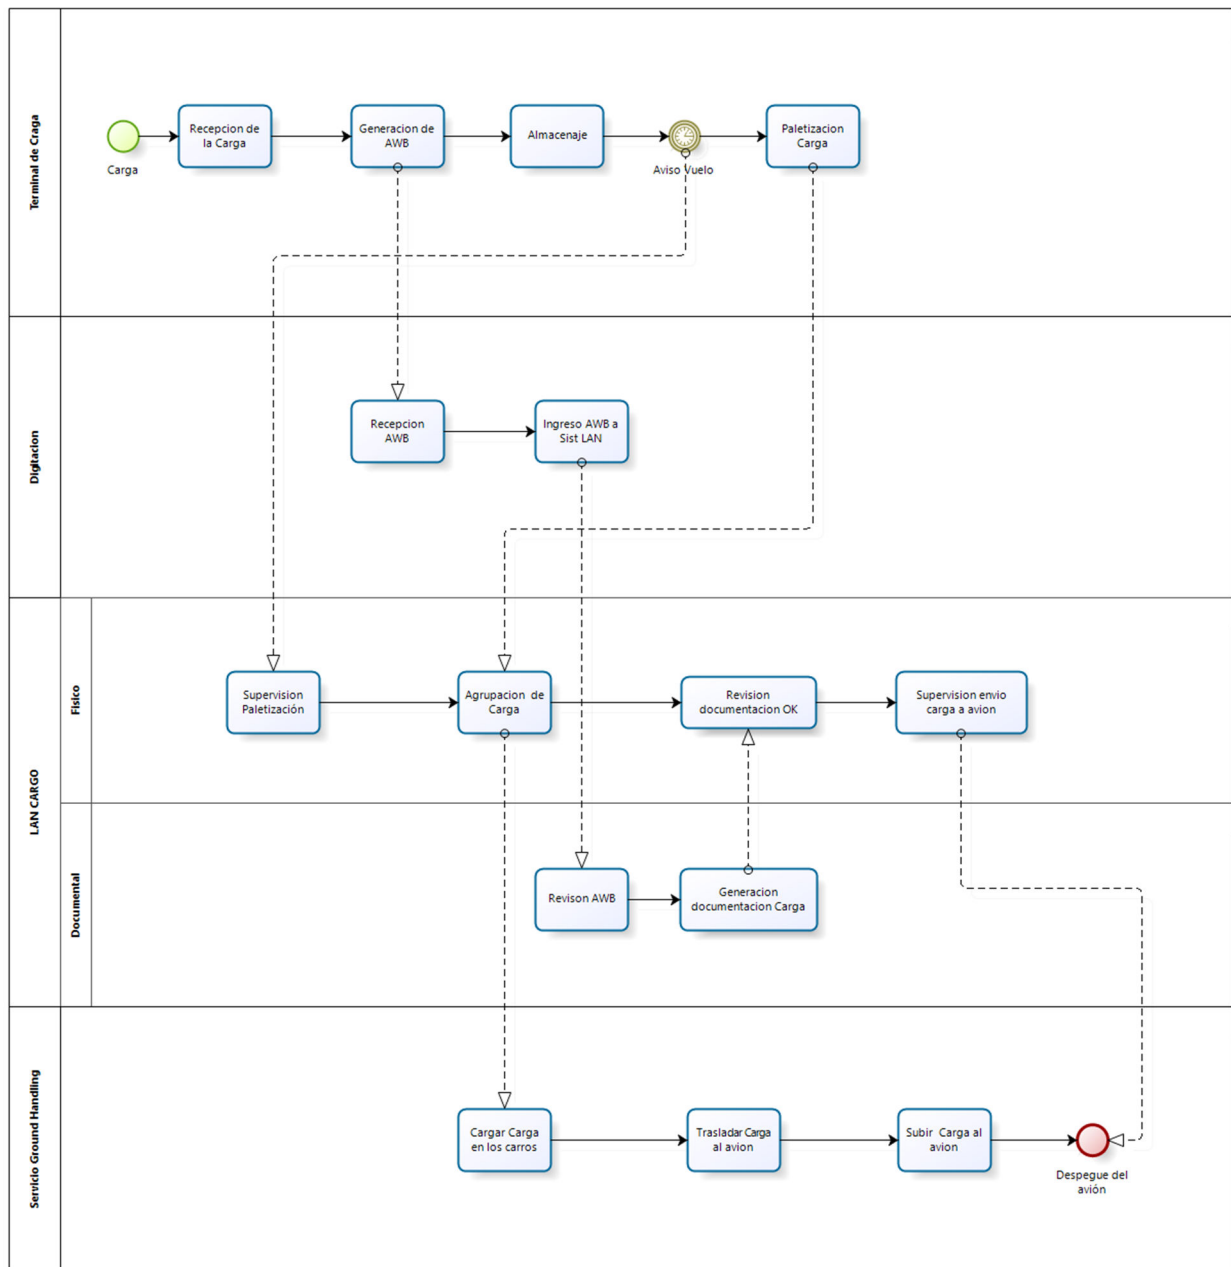 Terminal de Craga
Recepcion de
la Carga
Generacion de
AWB
Almacenaje
Paletizacion
Carga
Carga
Aviso Vuelo
Digitacion
Recepcion
AWB
Ingreso AWB a
Sist LAN
LAN CARGO
Físico
Supervision
Paletización
Agrupacion de
Carga
Revision
documentacion OK
Supervision envio
carga a avion
Documental
Revison AWB
Generacion
documentacion Carga
Servicio Ground Handling
Cargar Carga
en los carros
Trasladar Carga
al avion
Subir Carga al
avion
Despegue del
avión